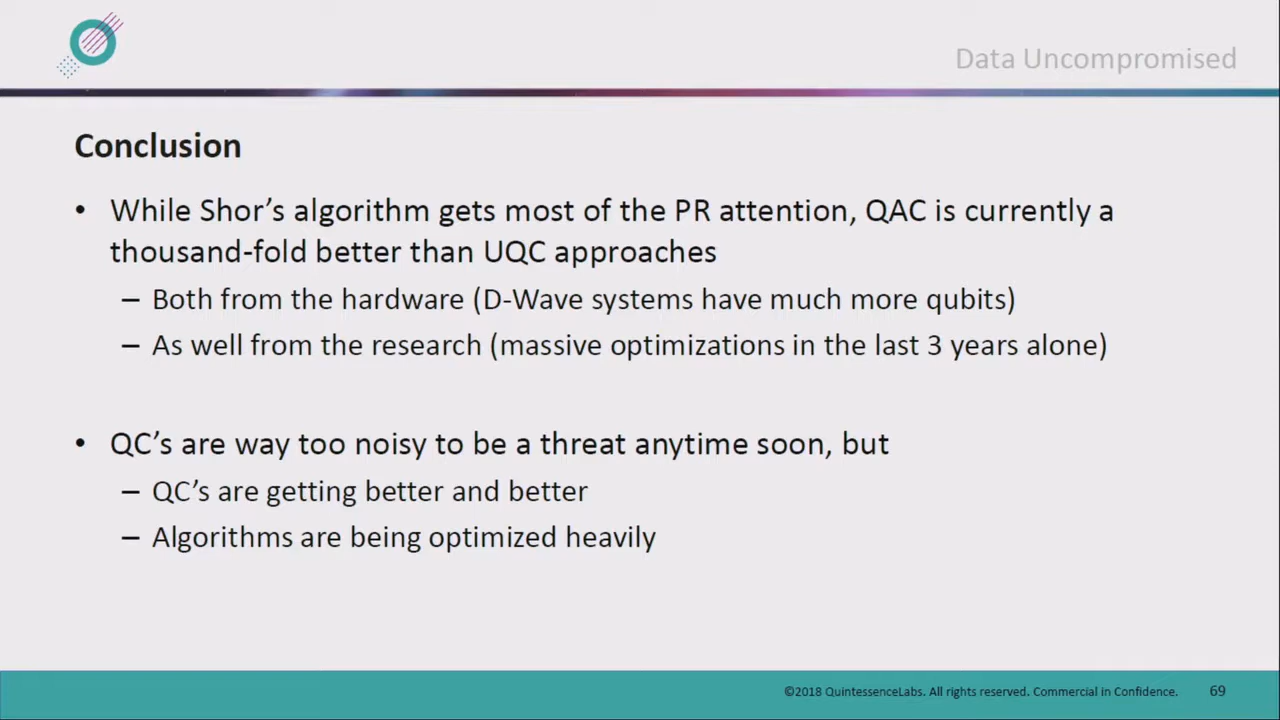 Data Uncompromised
Conclusion
• While Shor’s algorithm gets most of the PR attention, QAC is currently a
thousand-fold better than UQC approaches
– Both from the hardware (D-Wave systems have much more qubits)
– As well from the research (massive optimizations in the last 3 years alone)
• QC’s are way too noisy to be a threat anytime soon, but
– QC’s are getting better and better
– Algorithms are being optimized heavily
©2018 QuintessenceLabs. All rights reserved. Commercial in Confidence. 69